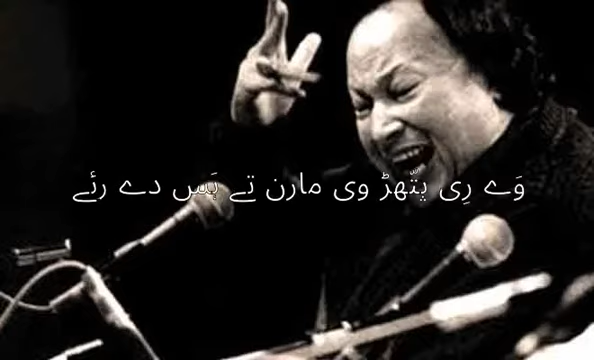 وَے رِی پتّھڑ وی مارن تے ہَس دے رئے